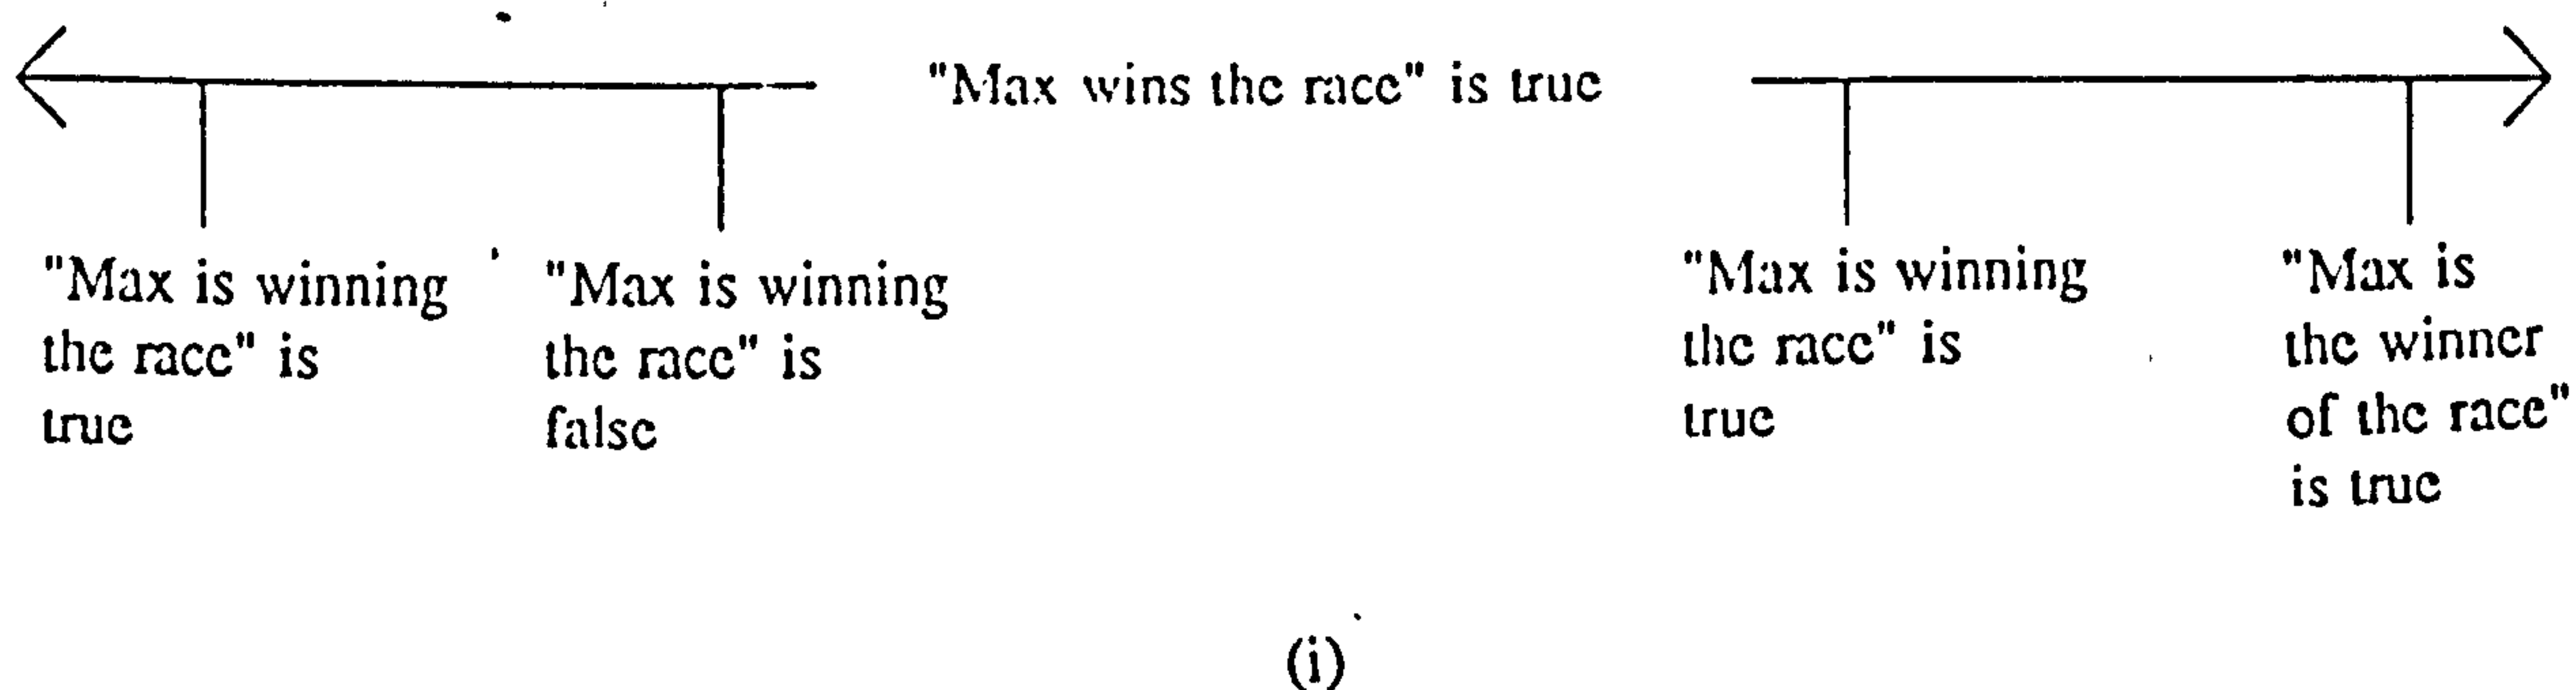 "Max wins the race" is true
"Max is winning
the race" is
true
"Max is winning
the race" is
false
"Max is winning
the race" is
true
"Max is
the winner
of the race"
is true
(i)